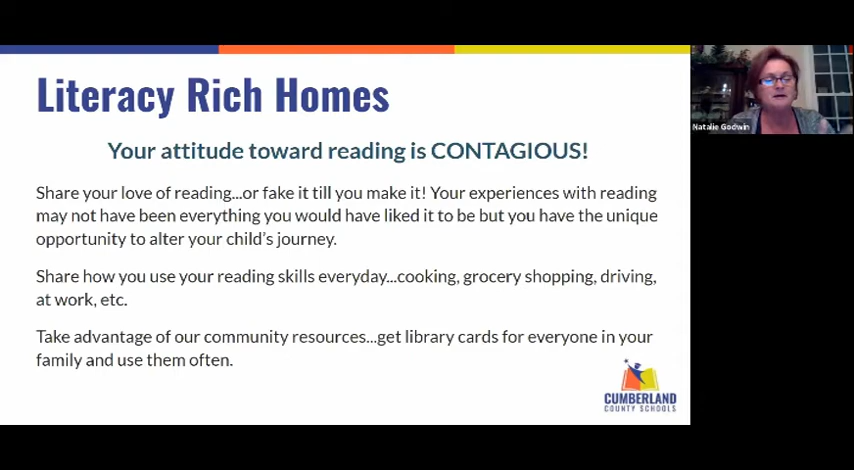 Literacy Rich Homes
Your attitude toward reading is CONTAGIOUS!
Share your love of reading...or fake it till you make it! Your experiences with reading
may not have been everything you would have liked it to be but you have the unique
opportunity to alter your child's journey.
Share how you use your reading skills everyday...cooking, grocery shopping, driving,
at work, etc.
Take advantage of our community resources...get library cards for everyone in your
family and use them often.
CUMBERLAND
COUNTY SCHOOLS
Natalie Godwin